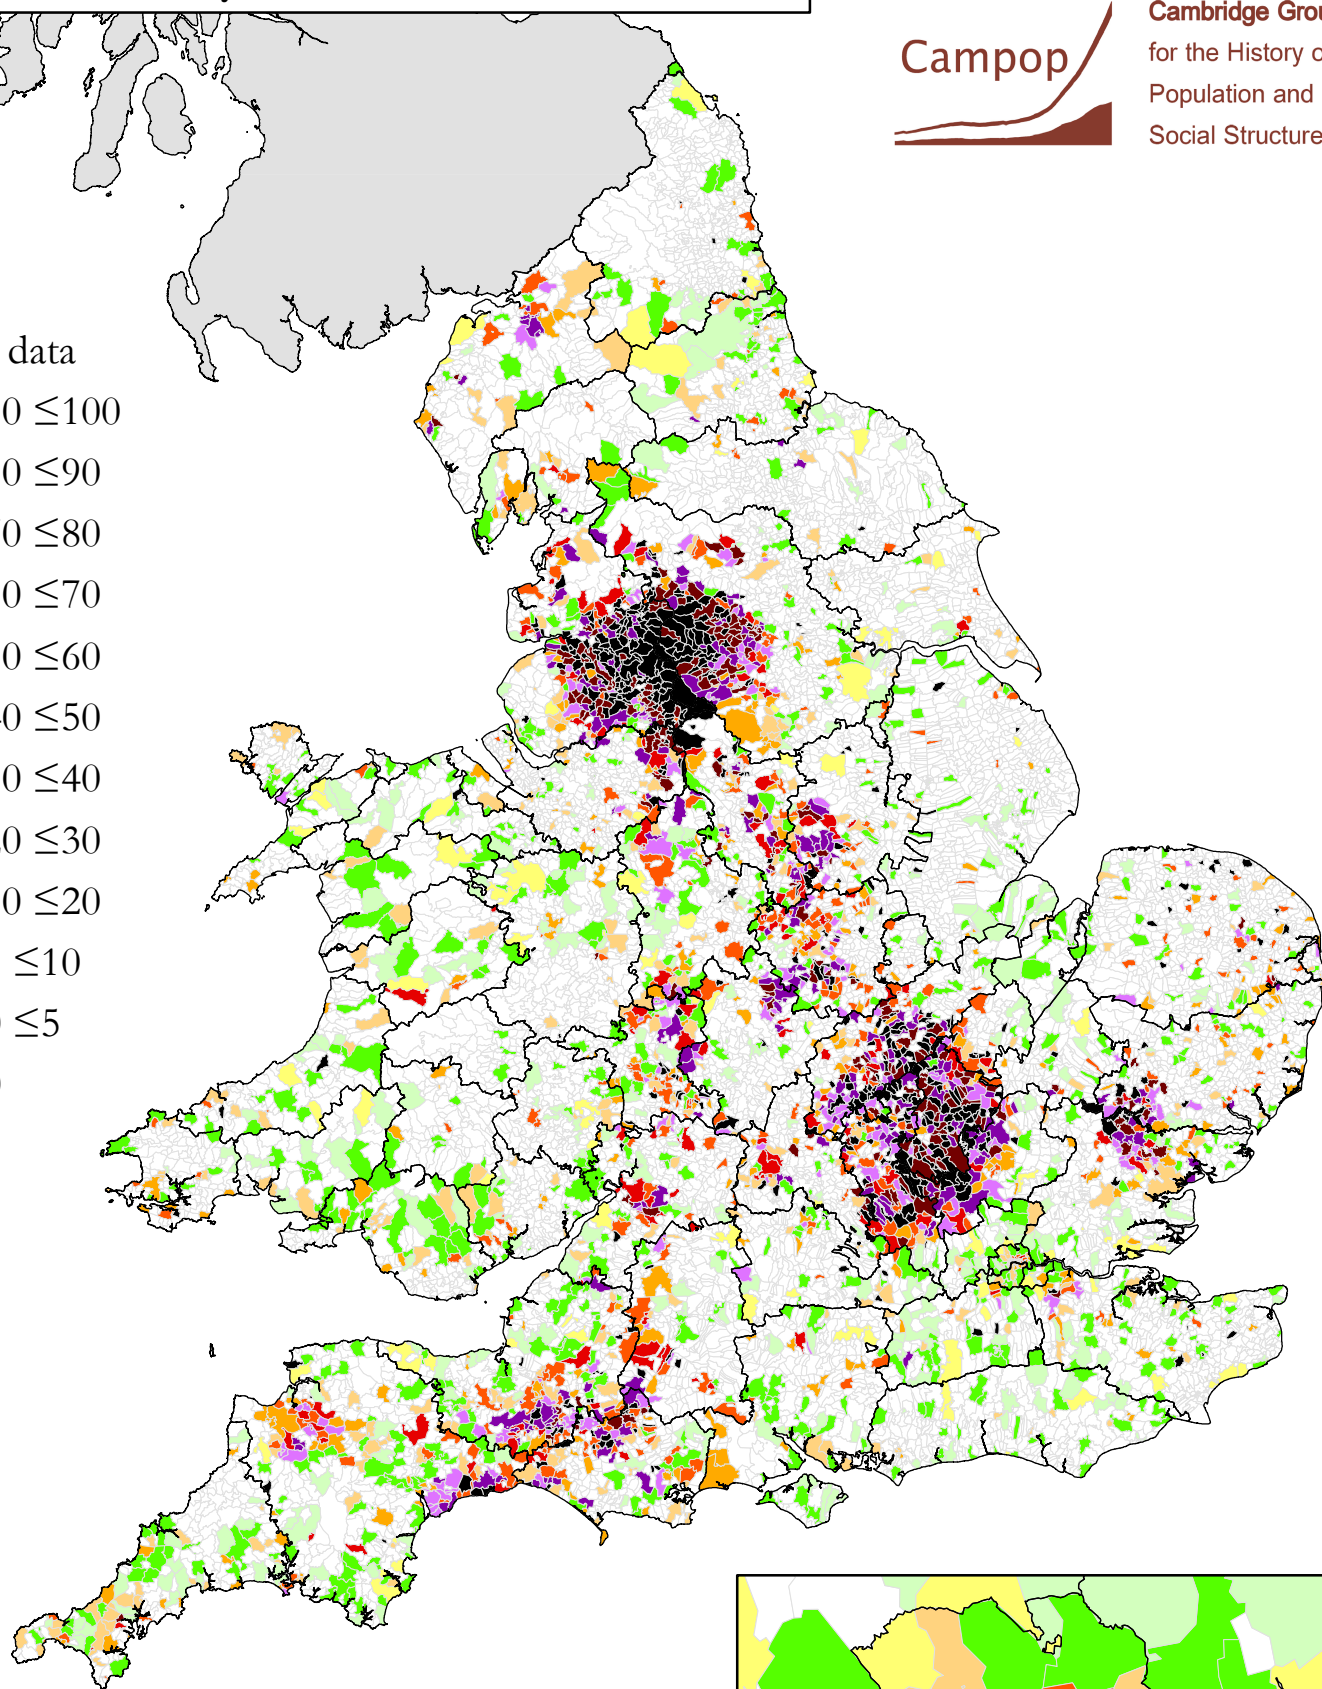 Cambridge Grou
Campop
for the History o
Population and
Social Structure
data
0 ≤100
0 ≤90
0 ≤80
0 ≤70
0 ≤60
0 ≤50
0 ≤40
0 ≤30
0 ≤20
≤10
≤5